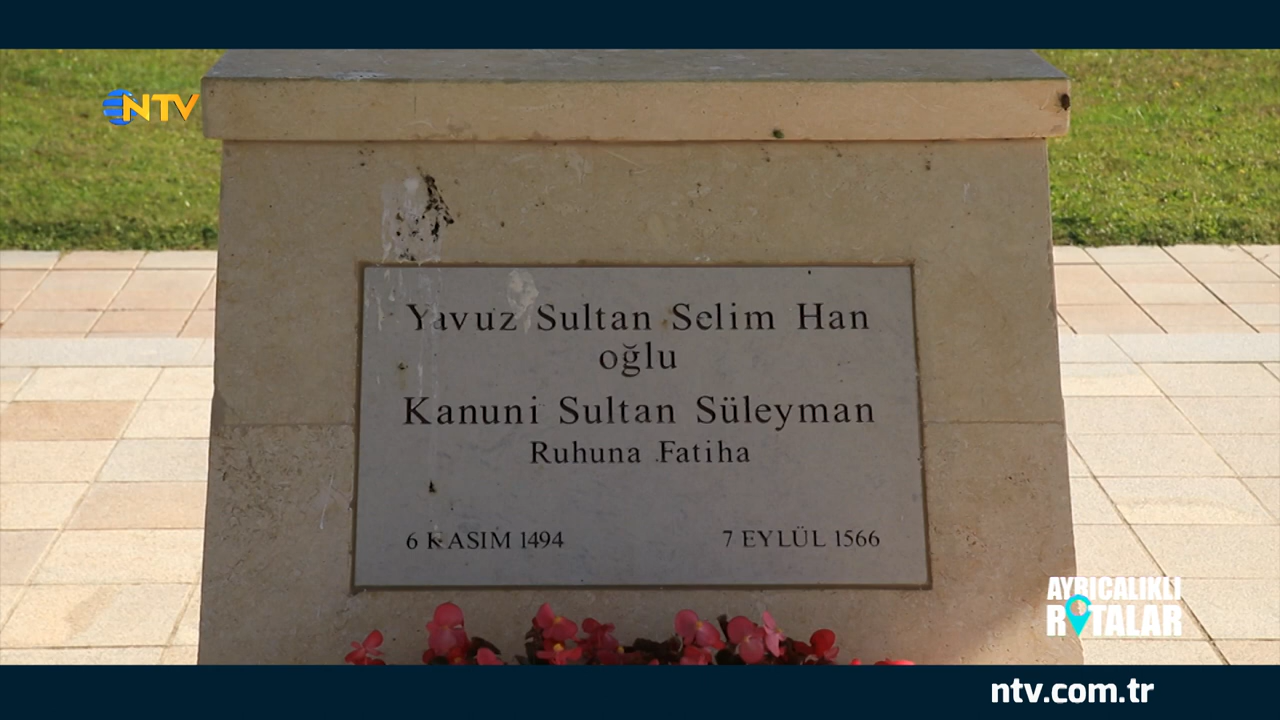 NTV
Yavuz Sultan Selim Han
oğlu
Kanuni Sultan Süleyman
Ruhuna Fatiha
6 KASIM 1494
7 EYLÜL 1566
AYRICALIKLI
ROTALAR
ntv.com.tr